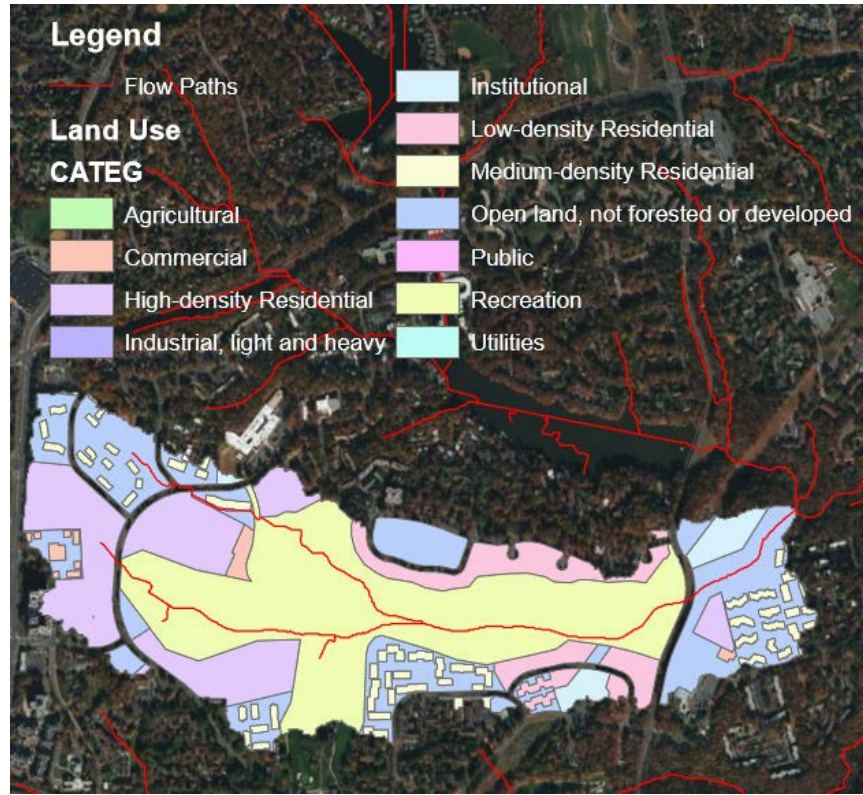 Legend
Flow Paths
Land Use
CATEG
Agricultural
Commercial
High-density Residential
Industrial, light and heavy
Institutional
Low-density Residential
Medium-density Residential
Open land, not forested or developed
Public
Recreation
Utilities